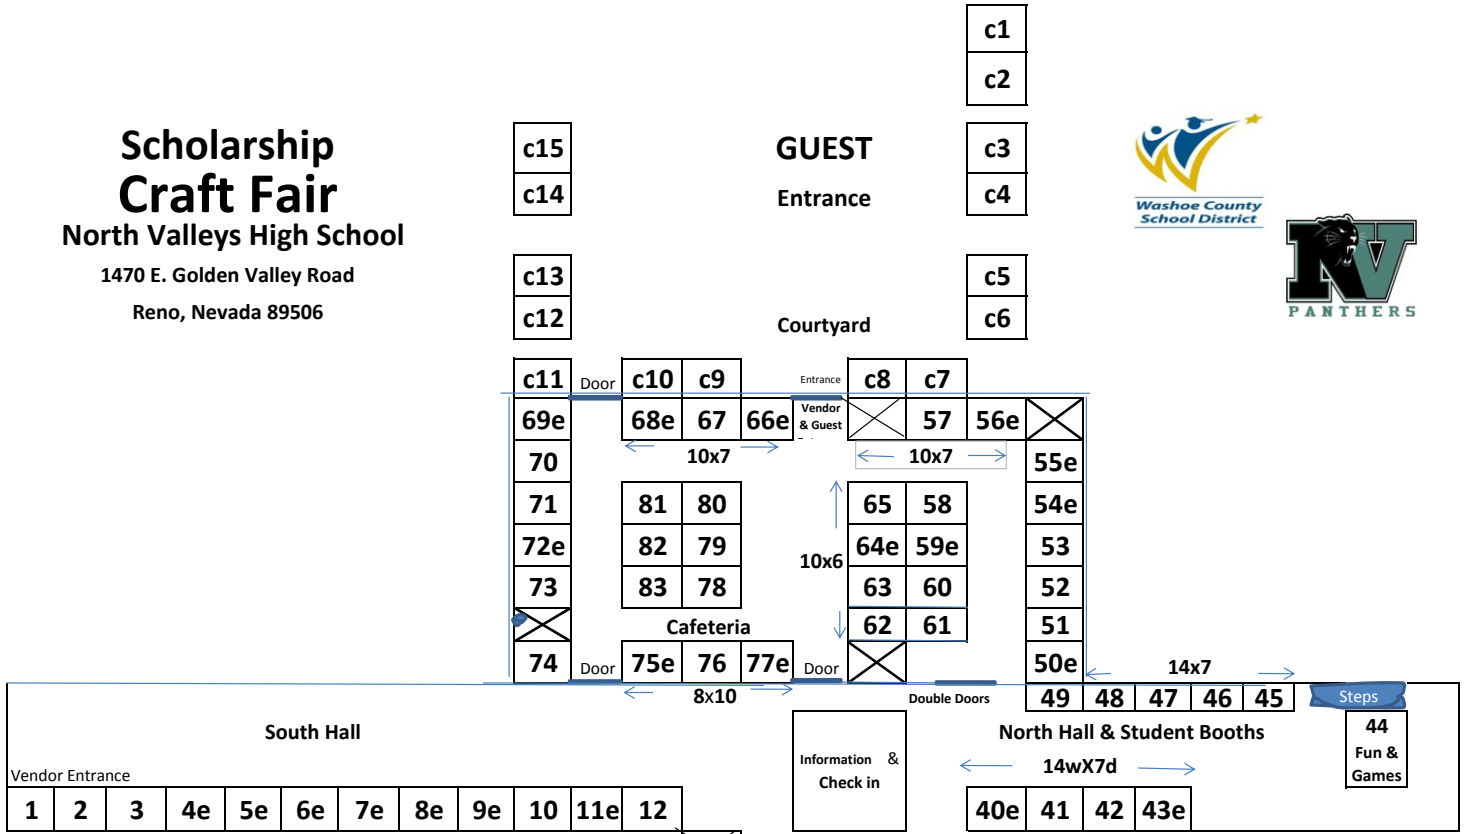 c1
c2
Scholarship
Craft Fair
North Valleys High School
1470 E. Golden Valley Road
Reno, Nevada 89506
c15 GUEST c3
c14 Entrance c4
Washoe County
School District
NV
PANTHERS
c13 c5
c12 Courtyard c6
c11 Door c10 c9 Entrance c8 c7
69e 68e 67 66e Vendor & Guest 57 56e
10x7 10x7
70 55e
71 81 80 65 58 54e
72e 82 79 10x6 64e 59e 53
73 83 78 63 60 52
Cafeteria 62 61 51
74 Door 75e 76 77e Door 50e 14x7
8x10 Double Doors 49 48 47 46 45 Steps
South Hall
Information & Check in
North Hall & Student Booths
44
Fun &
Games
14wX7d
Vendor Entrance
1 2 3 4e 5e 6e 7e 8e 9e 10 11e 12 40e 41 42 43e